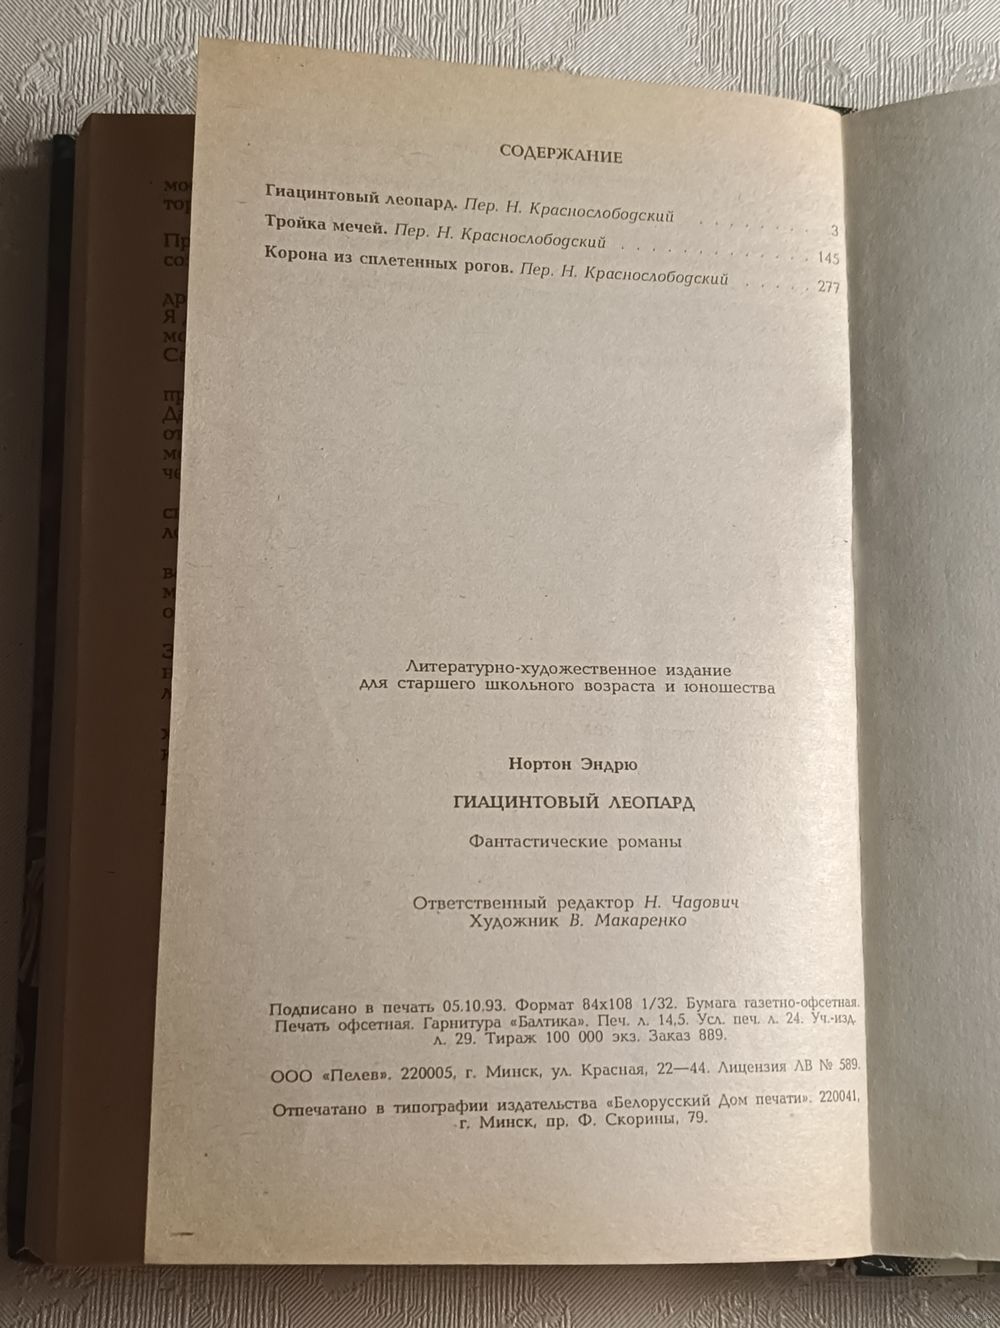 СОДЕРЖАНИЕ
Гиацинтовый леопард. Пер. Н. Краснослободский . . . . . . . 3
Тройка мечей. Пер. Н. Краснослободский . . . . . . . . . . . . 145
Корона из сплетенных рогов. Пер. Н. Краснослободский . . . . . 277
Литературно-художественное издание
для старшего школьного возраста и юношества
Нортон Эндрю
ГИАЦИНТОВЫЙ ЛЕОПАРД
Фантастические романы
Ответственный редактор Н. Чадович
Художник В. Макаренко
Подписано в печать 05.10.93. Формат 84х108 1/32. Бумага газетно-офсетная.
Печать офсетная. Гарнитура «Балтика». Печ. л. 14,5. Усл. печ. л. 24. Уч.-изд.
л. 29. Тираж 100 000 экз. Заказ 889.
ООО «Пелев». 220005, г. Минск, ул. Красная, 22—44. Лицензия ЛВ № 589.
Отпечатано в типографии издательства «Белорусский Дом печати». 220041,
г. Минск, пр. Ф. Скорины, 79.